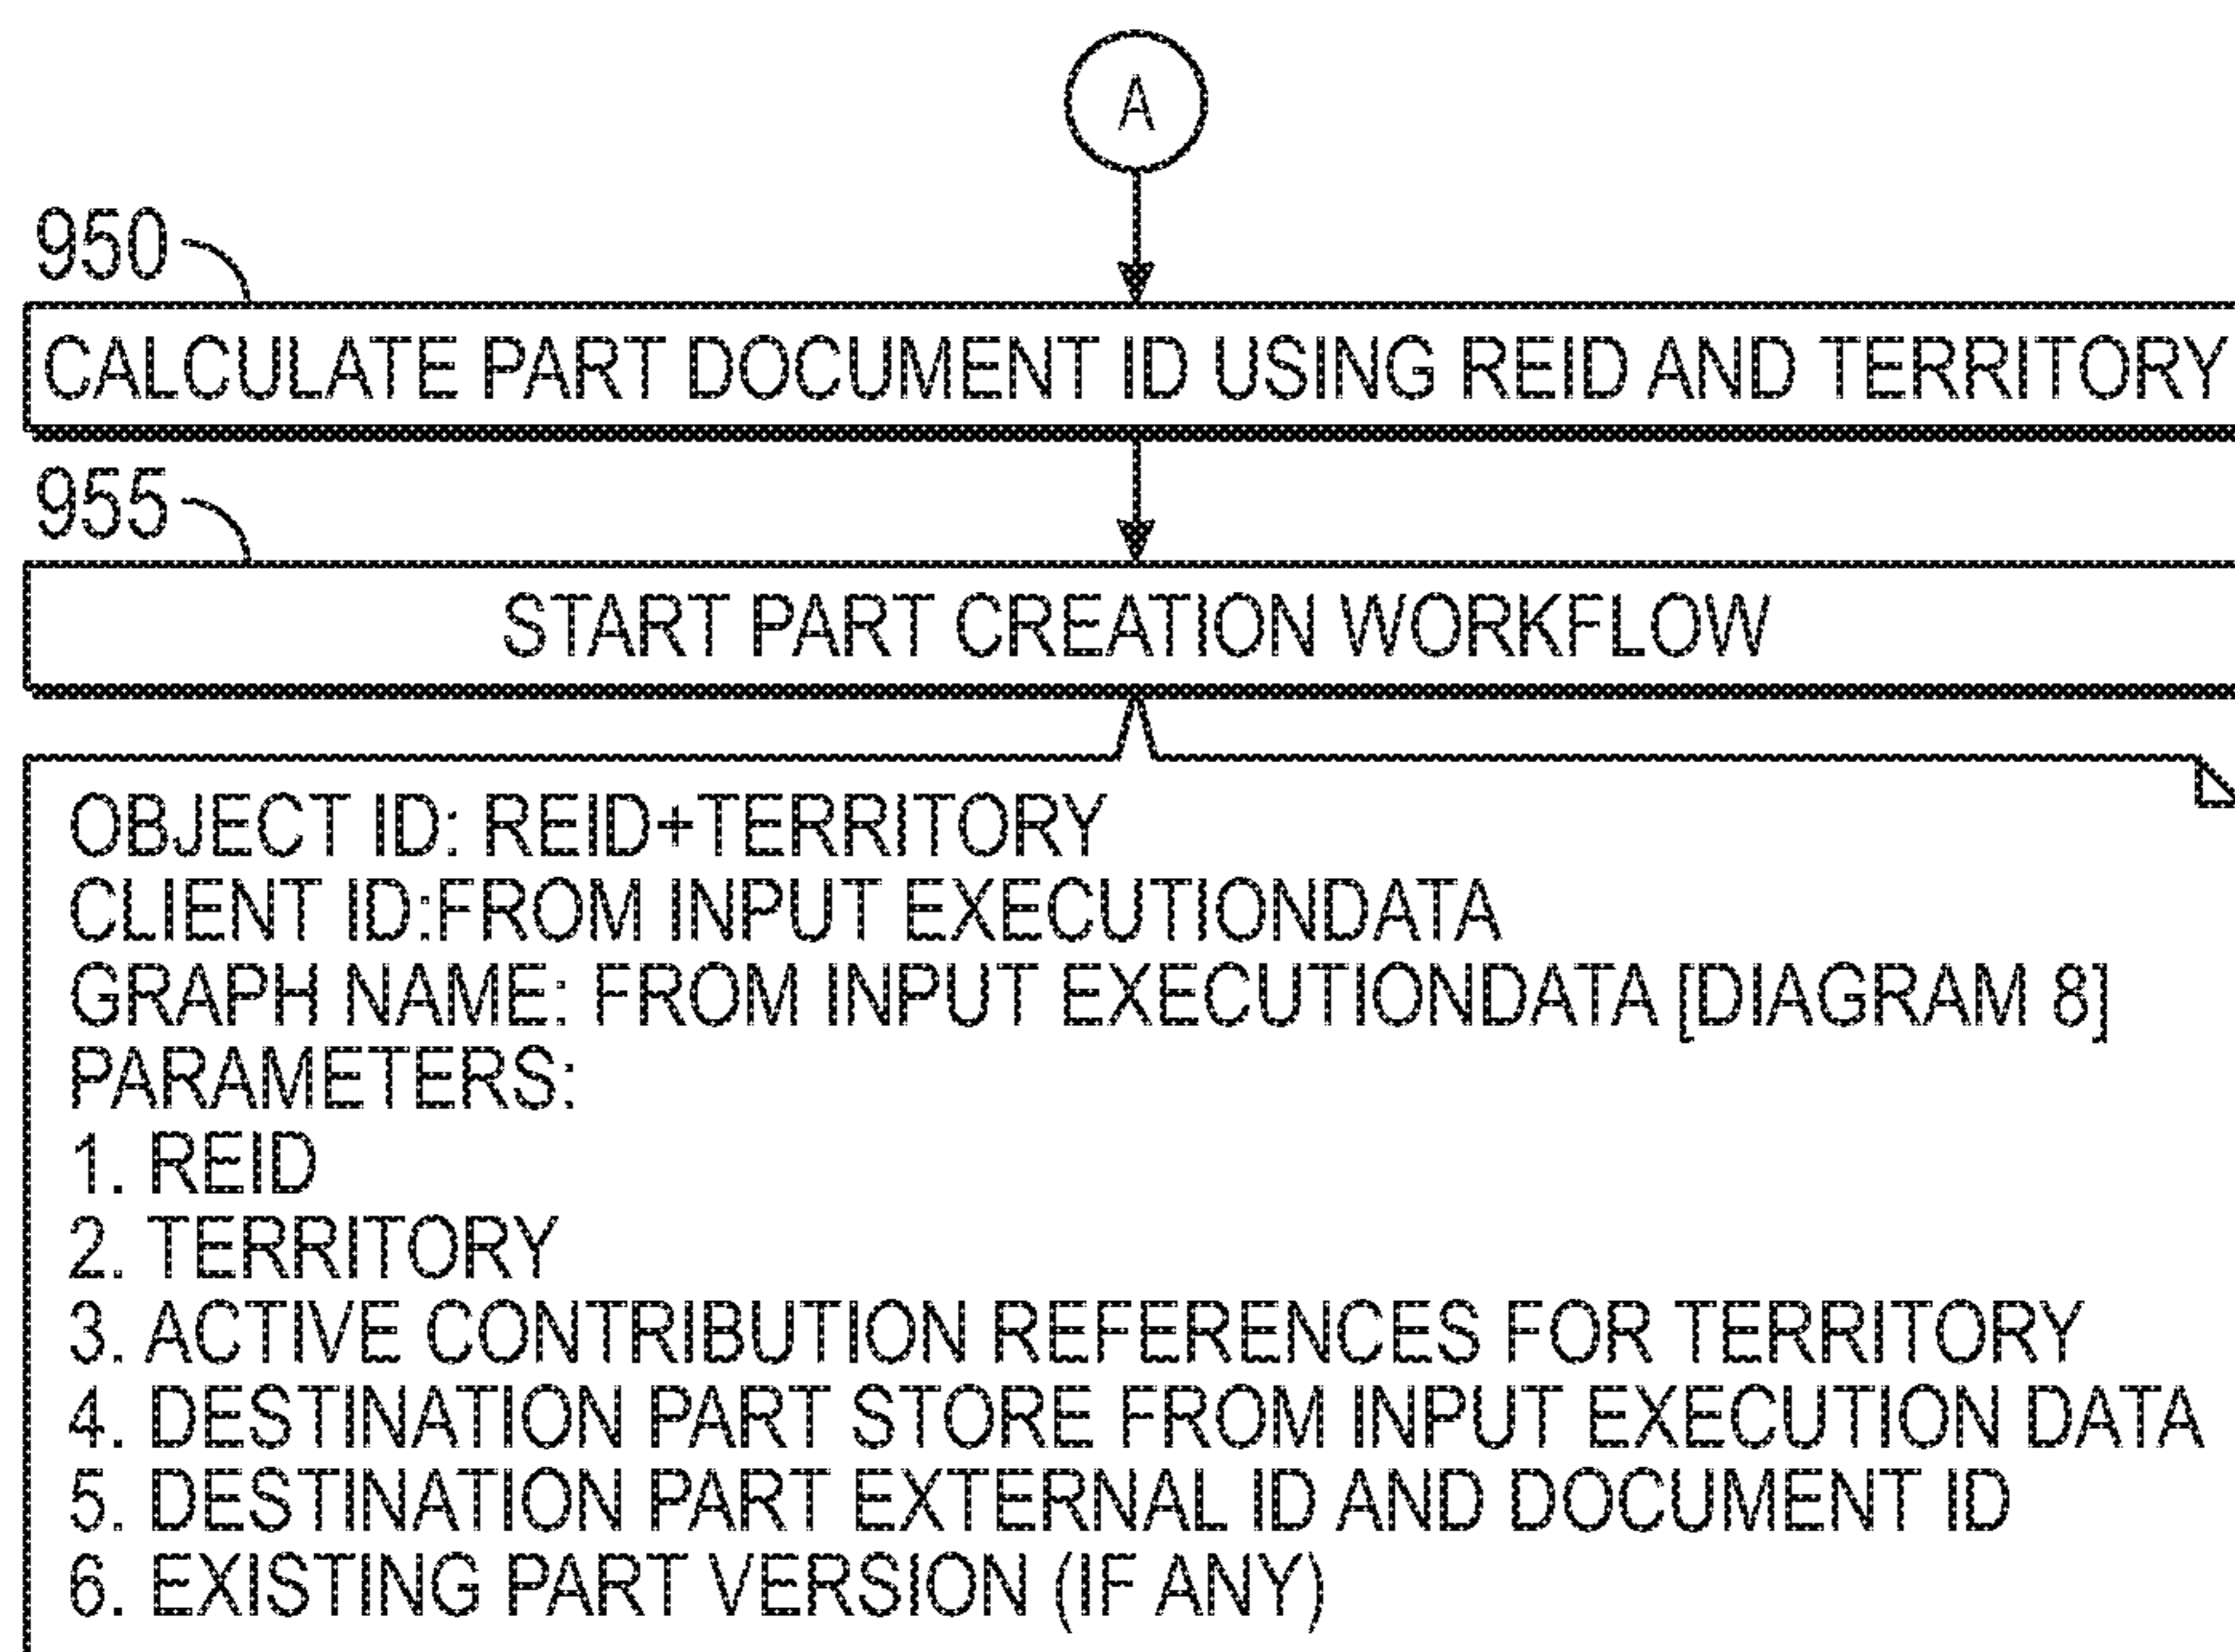 A
950
CALCULATE PART DOCUMENT ID USING REID AND TERRITORY
955
START PART CREATION WORKFLOW
OBJECT ID: REID+TERRITORY
CLIENT ID:FROM INPUT EXECUTIONDATA
GRAPH NAME: FROM INPUT EXECUTIONDATA [DIAGRAM 8]
PARAMETERS:
1. REID
2. TERRITORY
3. ACTIVE CONTRIBUTION REFERENCES FOR TERRITORY
4. DESTINATION PART STORE FROM INPUT EXECUTION DATA
5. DESTINATION PART EXTERNAL ID AND DOCUMENT ID
6. EXISTING PART VERSION (IF ANY)